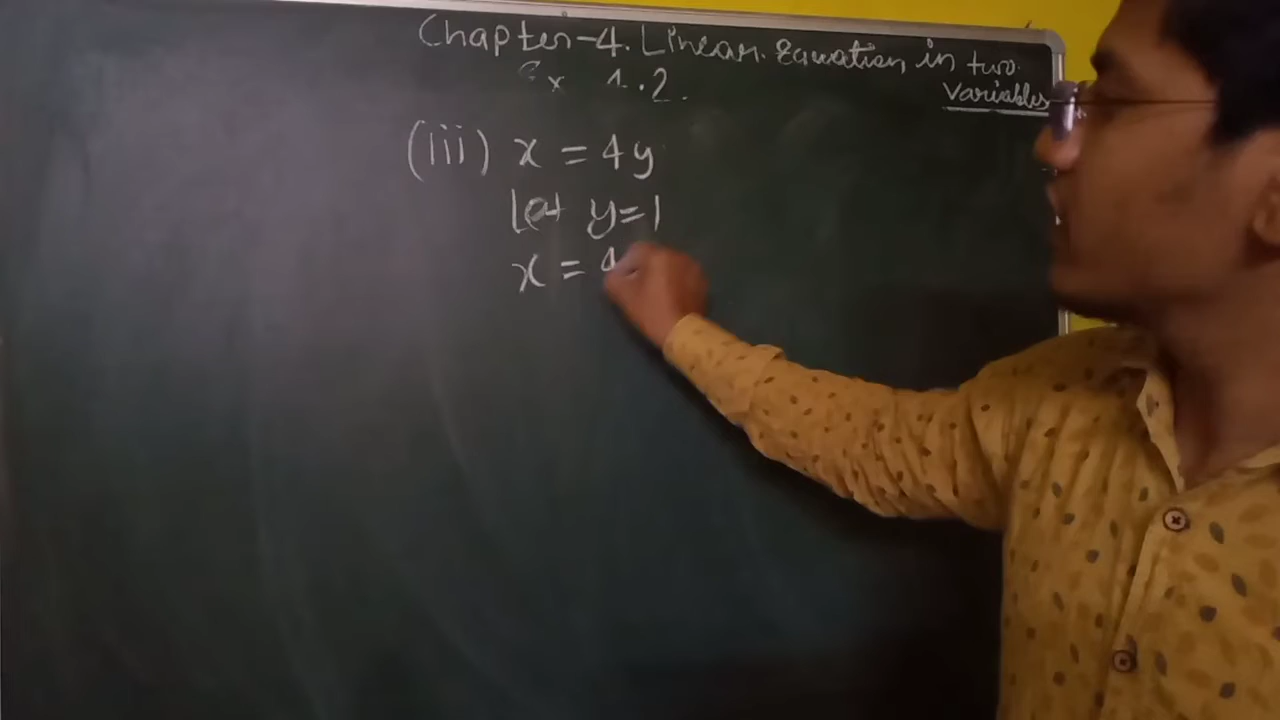 Chapter-4. Linear Equation in two
Variables
Ex 4.2.
(iii) x = 4y
let y=1
x = 4